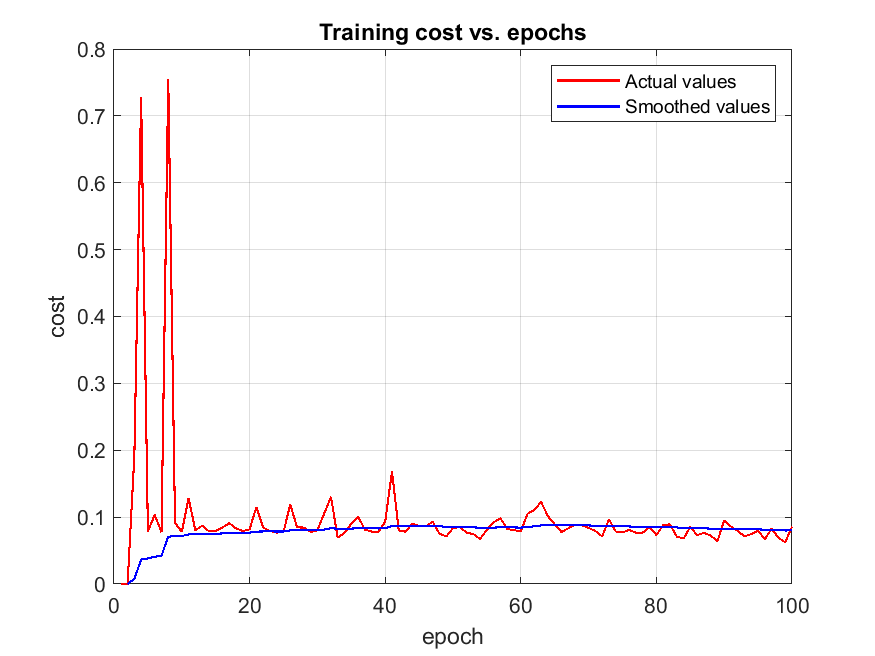 Training cost vs. epochs
Actual values
Smoothed values
cost
0.8
0.7
0.6
0.5
0.4
0.3
0.2
0.1
0
0 20 40 60 80 100
epoch